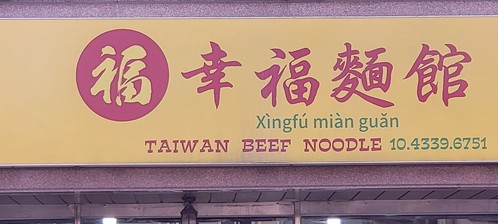 福 幸福麵館
Xìngfú miàn guǎn
TAIWAN BEEF NOODLE 10.4339.6751